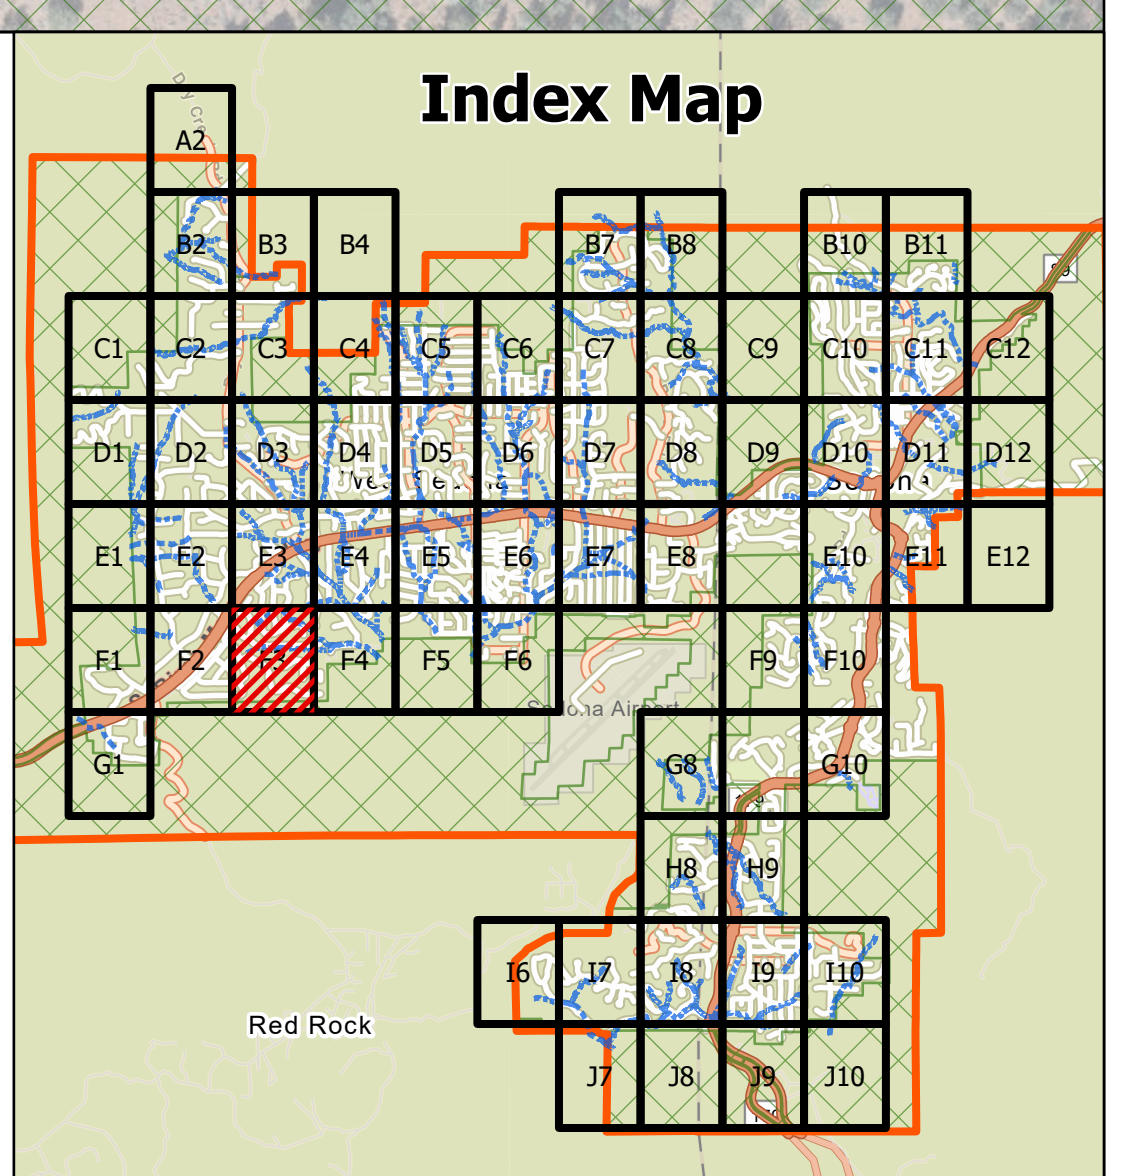 Index Map
A2
B2 B3 B4 B7 B8 B10 B11
C1 C2 C3 C4 C5 C6 C7 C8 C9 C10 C11 C12
D1 D2 D3 D4 D5 D6 D7 D8 D9 D10 D11 D12
E1 E2 E3 E4 E5 E6 E7 E8 E10 E11 E12
F1 F2 F3 F4 F5 F6 F9 F10
Sedona Airport
G1 G8 G10
H8 H9
I6 I7 I8 I9 I10
Red Rock
J7 J8 J9 J10